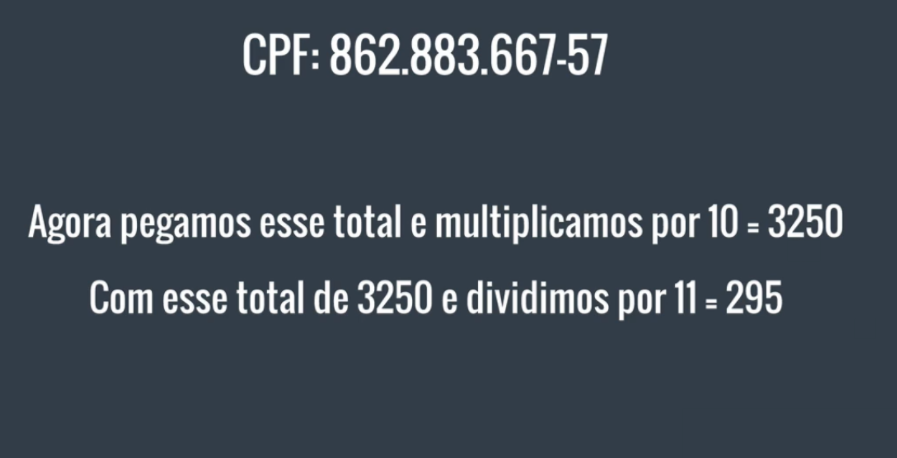 CPF: 862.883.667-57
Agora pegamos esse total e multiplicamos por 10 = 3250
Com esse total de 3250 e dividimos por 11 = 295